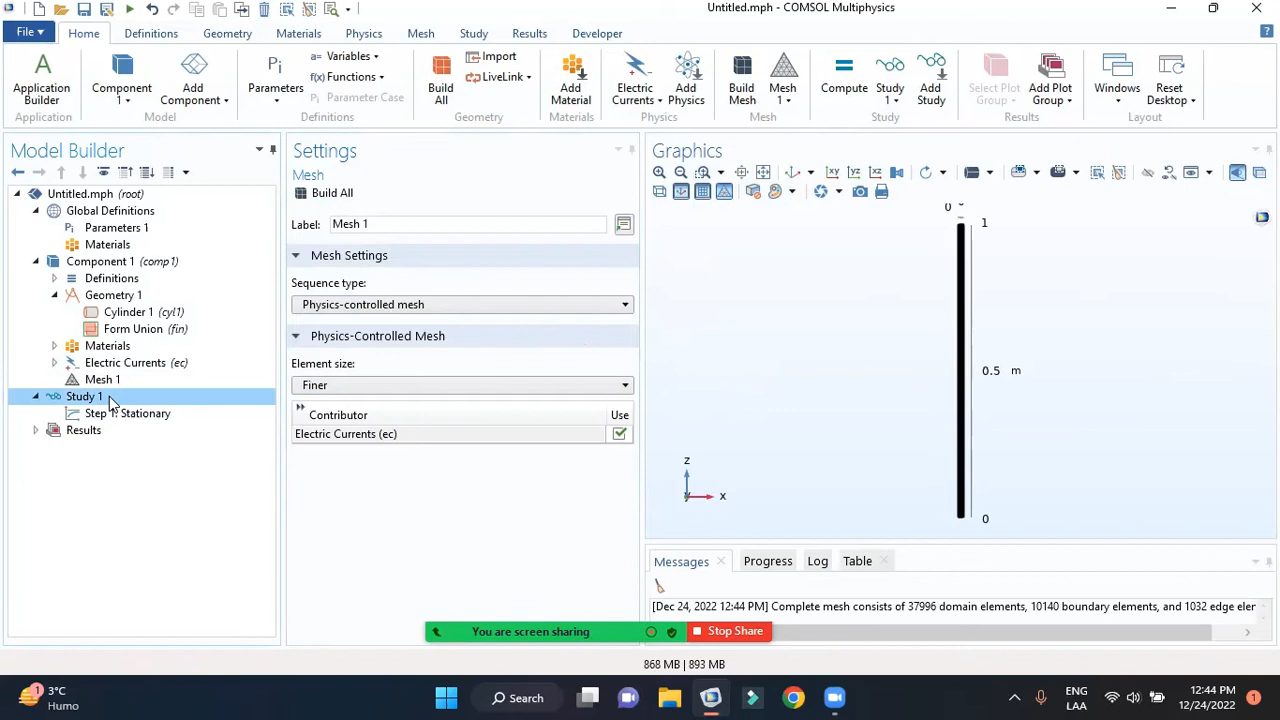 Untitled.mph - COMSOL Multiphysics
File
Home
Definitions
Geometry
Materials
Physics
Mesh
Study
Results
Developer
Application Builder
Component 1
Add Component
Pi
Parameters
a= Variables
f(x) Functions
Pi Parameter Case
Build All
Import
LiveLink
Add Material
Electric Currents
Add Physics
Build Mesh
Mesh 1
Compute
Study 1
Add Study
Select Plot Group
Add Plot Group
Windows
Reset Desktop
Application
Model
Definitions
Geometry
Materials
Physics
Mesh
Study
Results
Layout
Model Builder
Untitled.mph (root)
Global Definitions
Pi Parameters 1
Materials
Component 1 (comp1)
Definitions
Geometry 1
Cylinder 1 (cyl1)
Form Union (fin)
Materials
Electric Currents (ec)
Mesh 1
Study 1
Step 1: Stationary
Results
Settings
Mesh
Build All
Label: Mesh 1
Mesh Settings
Sequence type:
Physics-controlled mesh
Physics-Controlled Mesh
Element size:
Finer
Contributor Use
Electric Currents (ec)
Graphics
xy yz xz
0
1
0.5 m
0
z
y x
Messages
Progress
Log
Table
[Dec 24, 2022 12:44 PM] Complete mesh consists of 37996 domain elements, 10140 boundary elements, and 1032 edge elen
You are screen sharing
Stop Share
868 MB | 893 MB
1
3°C
Humo
Search
ENG
LAA
12:44 PM
12/24/2022
1